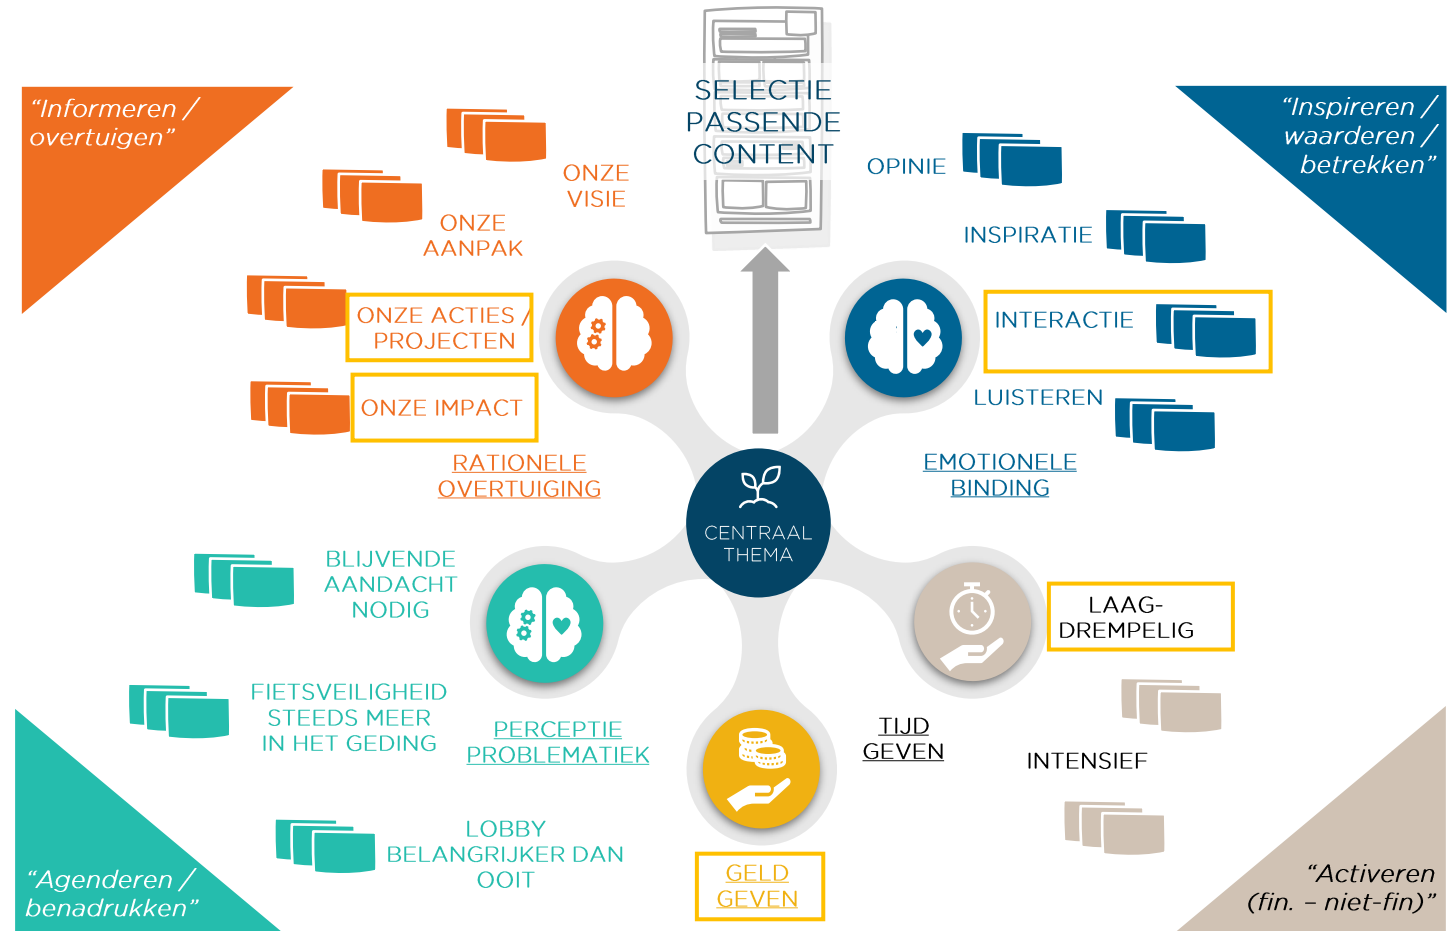 “Informeren /
overtuigen”
ONZE
VISIE
ONZE
AANPAK
ONZE ACTIES /
PROJECTEN
ONZE IMPACT
RATIONELE
OVERTUIGING
SELECTIE
PASSENDE
CONTENT
“Inspireren /
waarderen /
betrekken”
OPINIE
INSPIRATIE
INTERACTIE
LUISTEREN
EMOTIONELE
BINDING
CENTRAAL
THEMA
BLIJVENDE
AANDACHT
NODIG
FIETSVEILIGHEID
STEEDS MEER
IN HET GEDING
PERCEPTIE
PROBLEMATIEK
LOBBY
BELANGRIJKER DAN
OOIT
“Agenderen /
benadrukken”
GELD
GEVEN
TIJD
GEVEN
LAAG-
DREMPELIG
INTENSIEF
“Activeren
(fin. – niet-fin)”